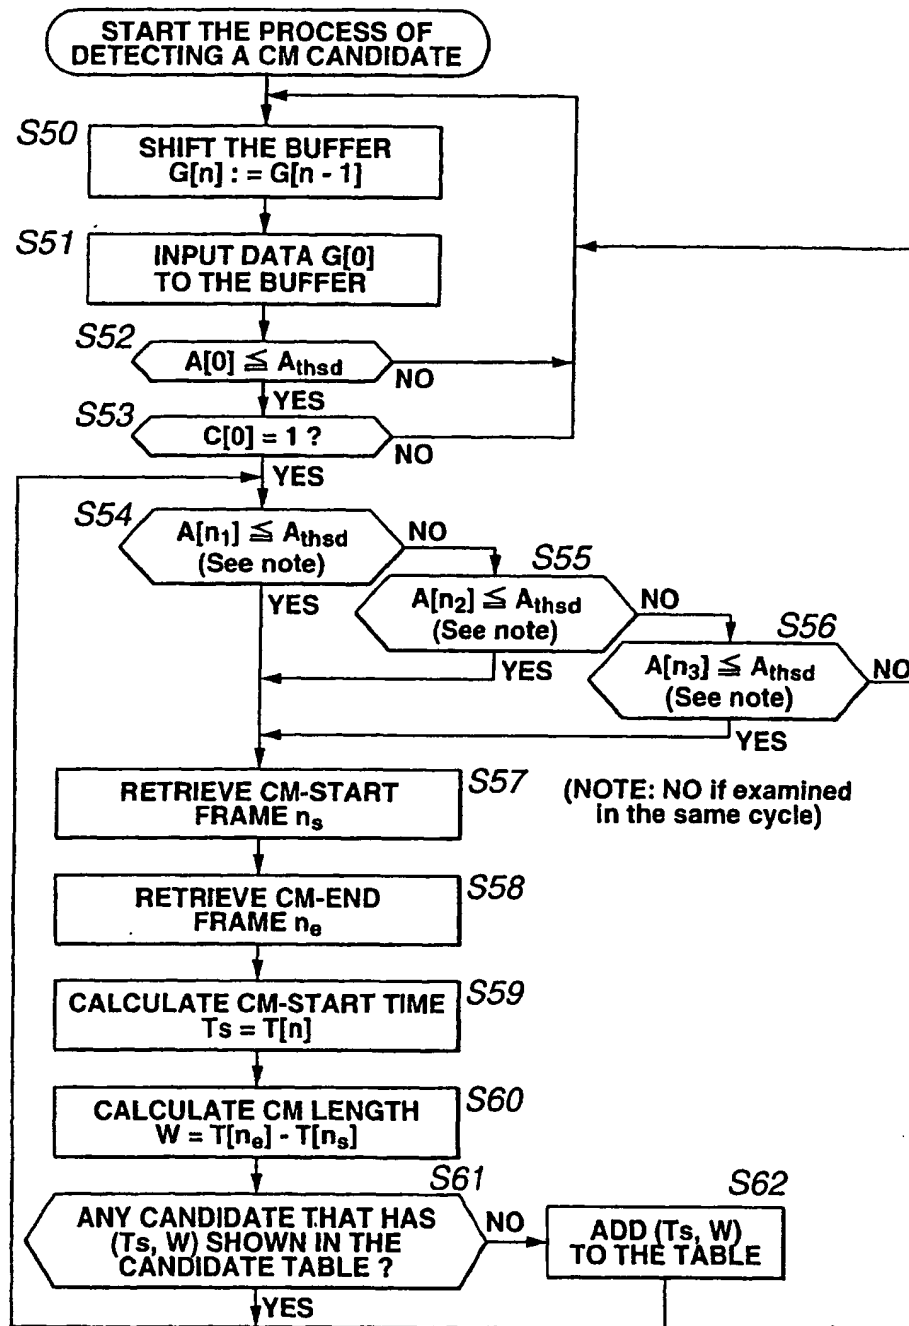 START THE PROCESS OF
DETECTING A CM CANDIDATE
S50
SHIFT THE BUFFER
G[n] : = G[n - 1]
S51
INPUT DATA G[0]
TO THE BUFFER
S52
A[0] ≦ Athsd
NO
YES
S53
C[0] = 1 ?
NO
YES
S54
A[n1] ≦ Athsd
(See note)
NO
YES
S55
A[n2] ≦ Athsd
(See note)
NO
YES
S56
A[n3] ≦ Athsd
(See note)
NO
YES
S57
RETRIEVE CM-START
FRAME ns
(NOTE: NO if examined
in the same cycle)
S58
RETRIEVE CM-END
FRAME ne
S59
CALCULATE CM-START TIME
Ts = T[n]
S60
CALCULATE CM LENGTH
W = T[ne] - T[ns]
S61
ANY CANDIDATE THAT HAS
(Ts, W) SHOWN IN THE
CANDIDATE TABLE ?
NO
YES
S62
ADD (Ts, W)
TO THE TABLE